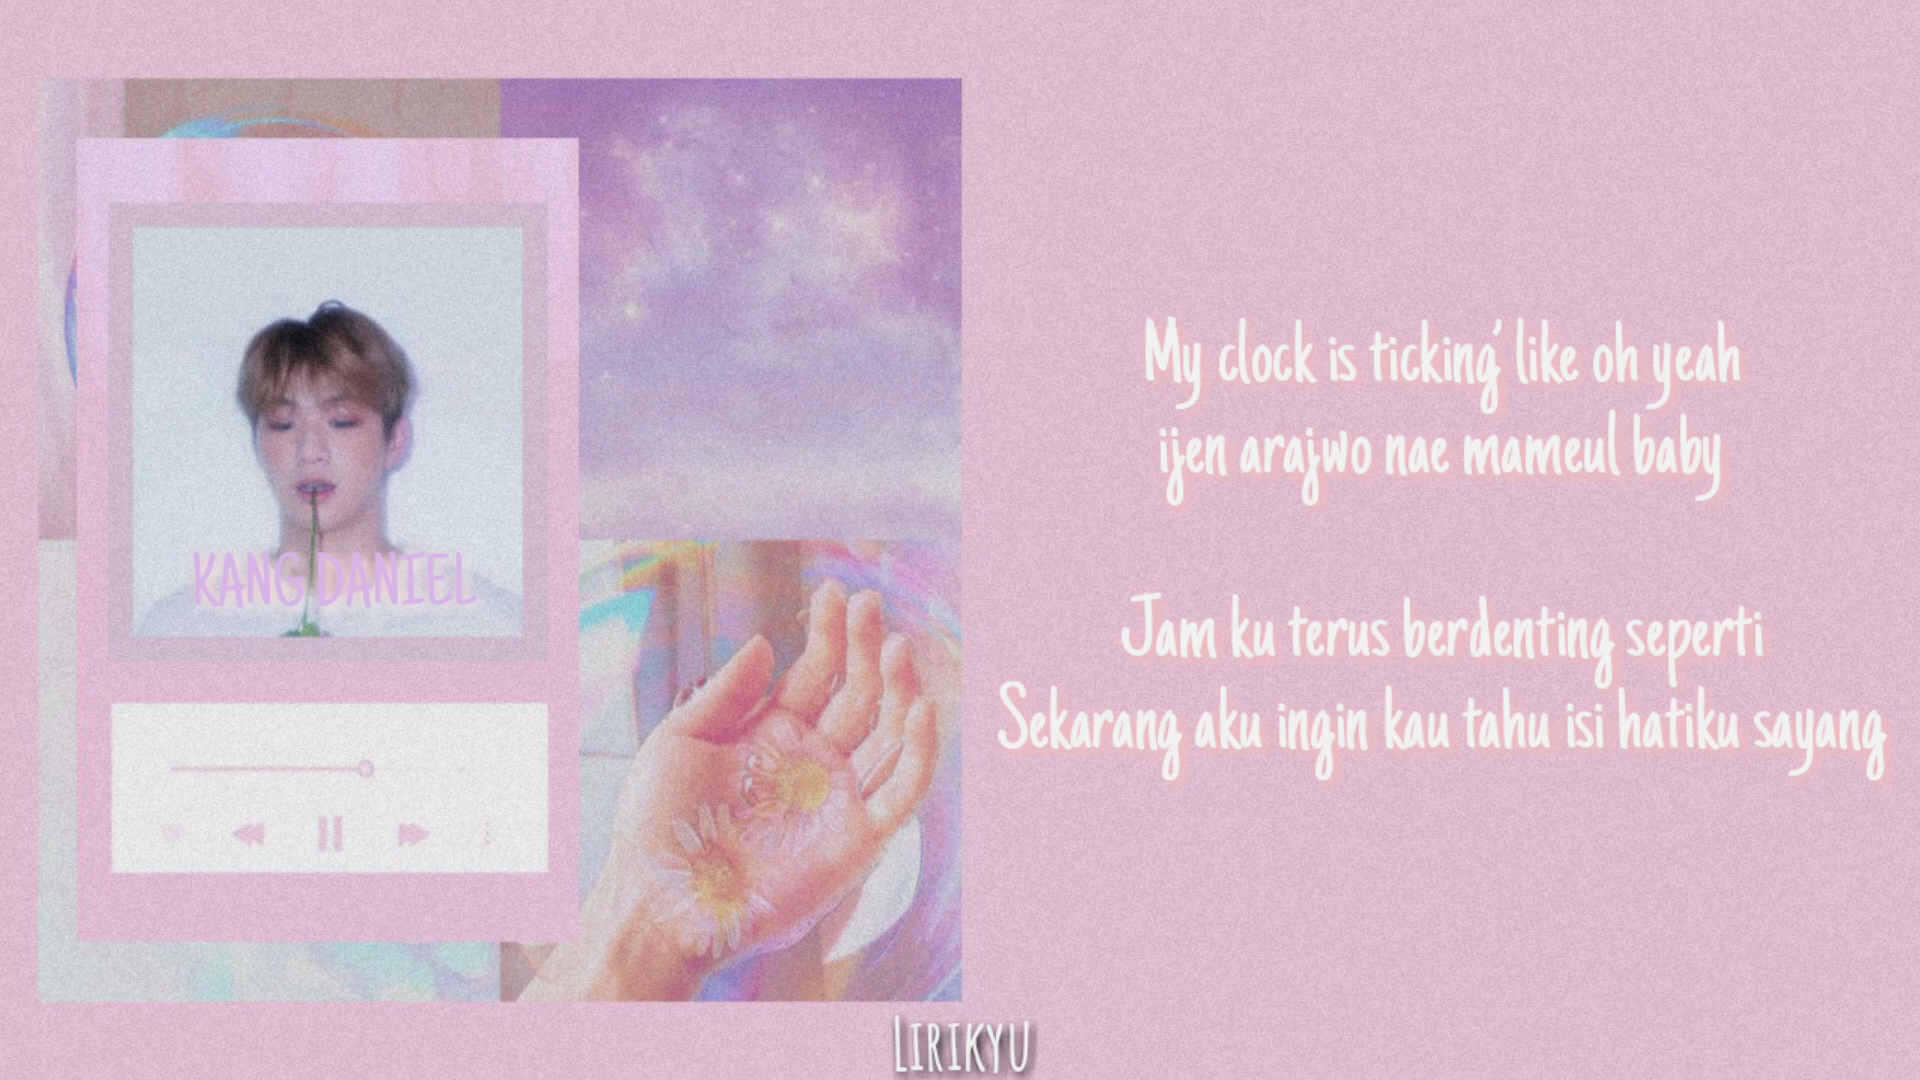 KANG DANIEL
My clock is ticking' like oh yeah
ijen arajwo nae mameul baby
Jam ku terus berdenting seperti
Sekarang aku ingin kau tahu isi hatiku sayang
LIRIKYU